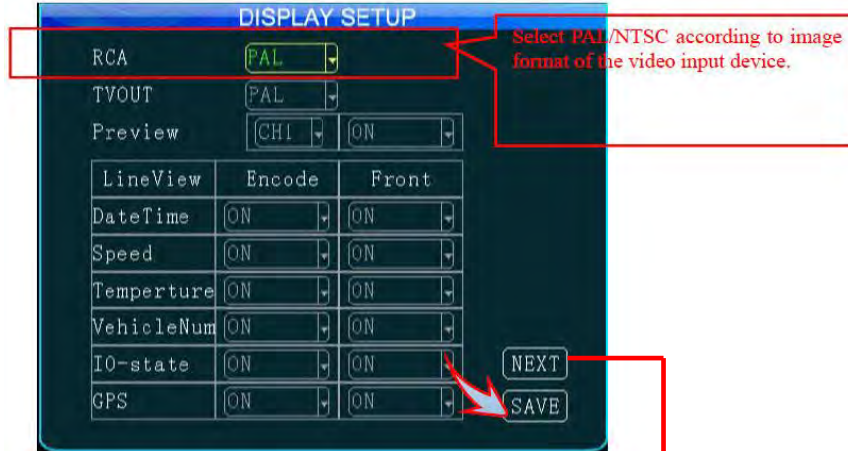 DISPLAY SETUP
RCA PAL
Select PAL/NTSC according to image
format of the video input device.
TVOUT PAL
Preview CH1 ON
LineView Encode Front
DateTime ON ON
Speed ON ON
Temperture ON ON
VehicleNum ON ON
IO-state ON ON
NEXT
GPS ON ON
SAVE